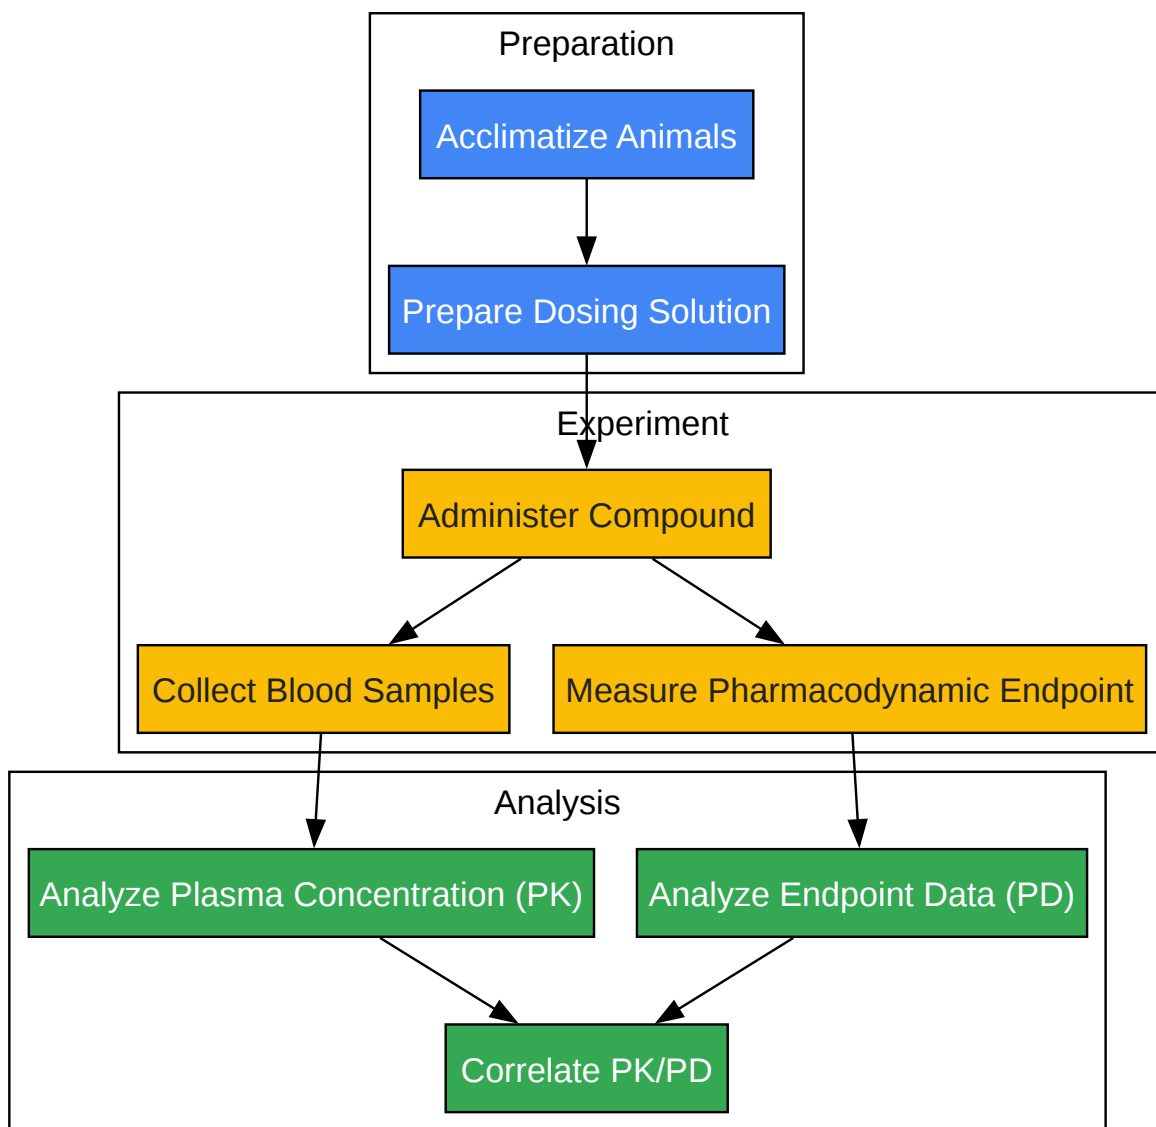 Preparation
Acclimatize Animals
Prepare Dosing Solution
Experiment
Administer Compound
Collect Blood Samples
Measure Pharmacodynamic Endpoint
Analysis
Analyze Plasma Concentration (PK)
Analyze Endpoint Data (PD)
Correlate PK/PD